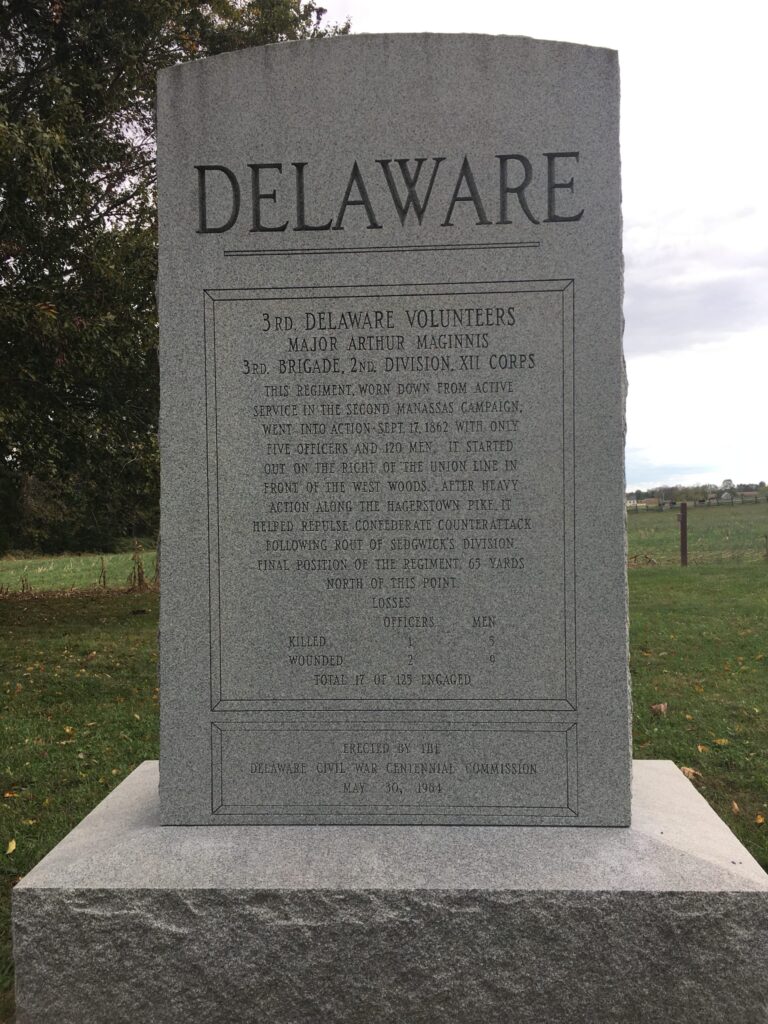 DELAWARE
3RD. DELAWARE VOLUNTEERS
MAJOR ARTHUR MAGINNIS
3RD. BRIGADE, 2ND. DIVISION, XII CORPS
THIS REGIMENT, WORN DOWN FROM ACTIVE
SERVICE IN THE SECOND MANASSAS CAMPAIGN,
WENT INTO ACTION SEPT. 17, 1862 WITH ONLY
FIVE OFFICERS AND 120 MEN. IT STARTED
OUT ON THE RIGHT OF THE UNION LINE IN
FRONT OF THE WEST WOODS. AFTER HEAVY
ACTION ALONG THE HAGERSTOWN PIKE, IT
HELPED REPULSE CONFEDERATE COUNTERATTACK
FOLLOWING ROUT OF SEDGWICK'S DIVISION.
FINAL POSITION OF THE REGIMENT, 65 YARDS
NORTH OF THIS POINT.
LOSSES
OFFICERS MEN
KILLED 1 5
WOUNDED 2 9
TOTAL 17 OF 125 ENGAGED
ERECTED BY THE
DELAWARE CIVIL WAR CENTENNIAL COMMISSION
MAY 30, 1964